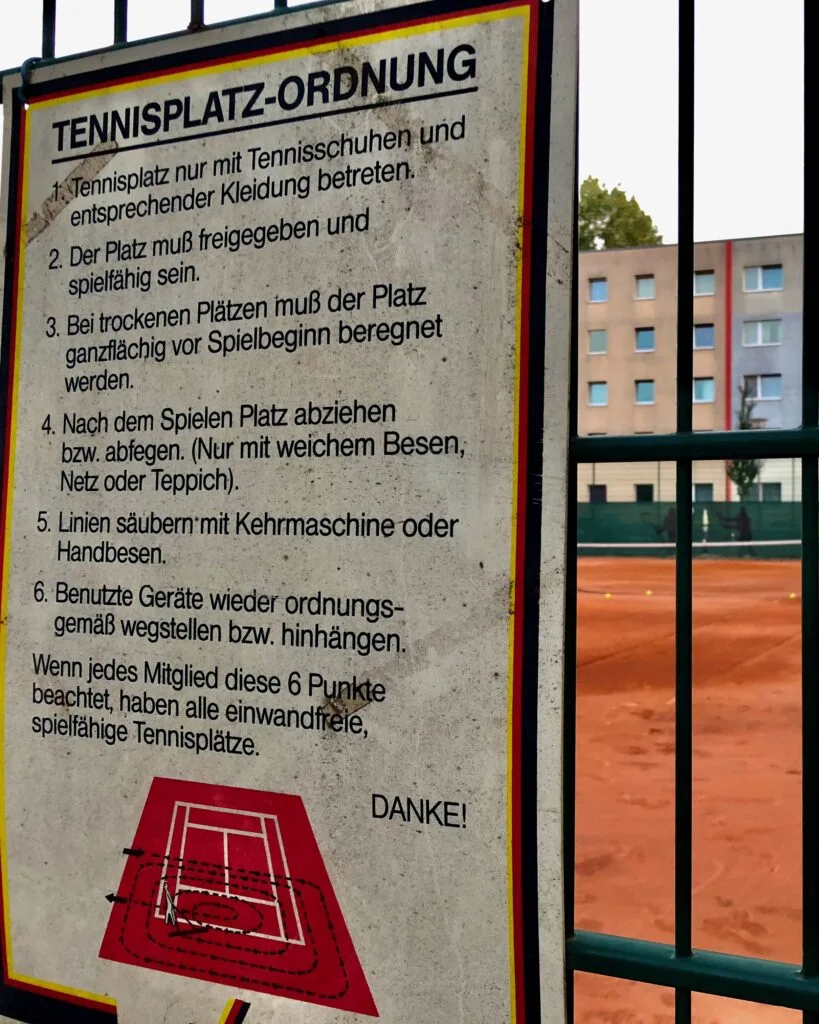 TENNISPLATZ-ORDNUNG
1. Tennisplatz nur mit Tennisschuhen und
entsprechender Kleidung betreten.
2. Der Platz muß freigegeben und
spielfähig sein.
3. Bei trockenen Plätzen muß der Platz
ganzflächig vor Spielbeginn beregnet
werden.
4. Nach dem Spielen Platz abziehen
bzw. abfegen. (Nur mit weichem Besen,
Netz oder Teppich).
5. Linien säubern mit Kehrmaschine oder
Handbesen.
6. Benutzte Geräte wieder ordnungs-
gemäß wegstellen bzw. hinhängen.
Wenn jedes Mitglied diese 6 Punkte
beachtet, haben alle einwandfreie,
spielfähige Tennisplätze.
DANKE!